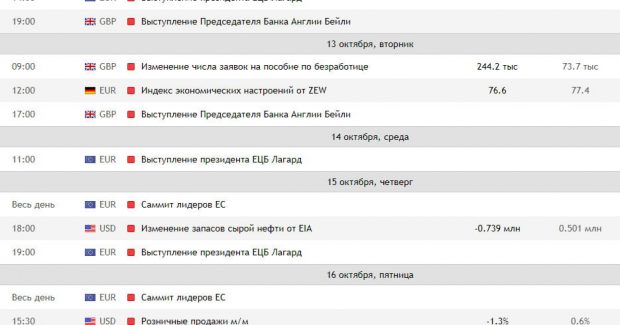 19:00 GBP Выступление Председателя Банка Англии Бейли
13 октября, вторник
09:00 GBP Изменение числа заявок на пособие по безработице 244.2 тыс 73.7 тыс
12:00 EUR Индекс экономических настроений от ZEW 76.6 77.4
17:00 GBP Выступление Председателя Банка Англии Бейли
14 октября, среда
11:00 EUR Выступление президента ЕЦБ Лагард
15 октября, четверг
Весь день EUR Саммит лидеров ЕС
18:00 USD Изменение запасов сырой нефти от EIA -0.739 млн 0.501 млн
19:00 EUR Выступление президента ЕЦБ Лагард
16 октября, пятница
Весь день EUR Саммит лидеров ЕС
15:30 USD Розничные продажи м/м -1.3% 0.6%